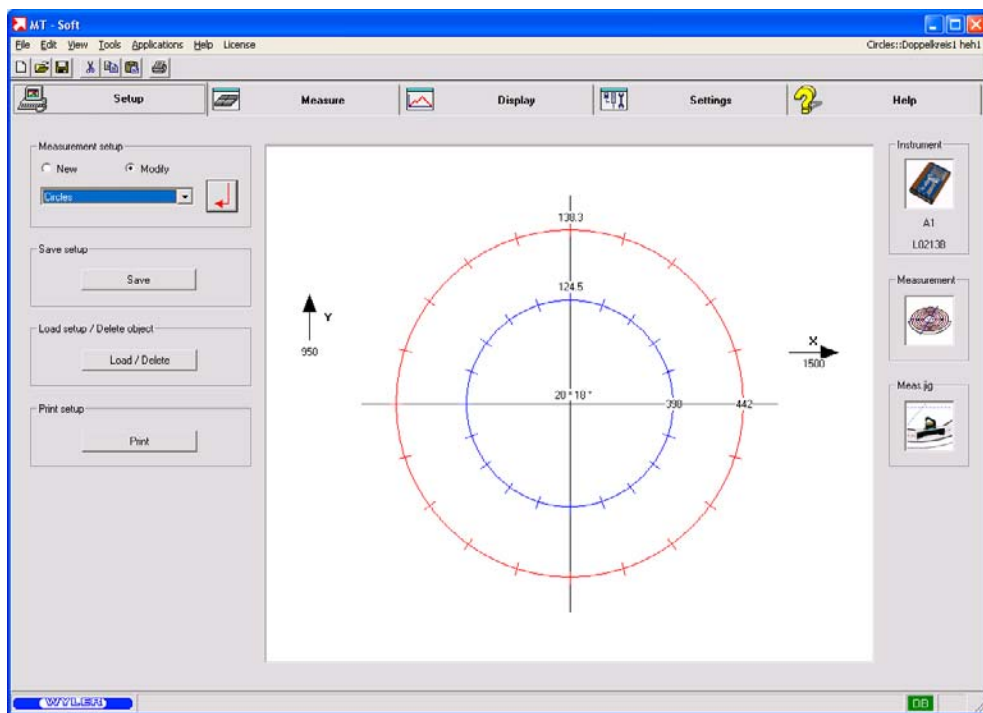 MT - Soft
File Edit View Tools Applications Help License
Circles::Doppelkreis1 heh1
Setup Measure Display Settings Help
Measurement setup
New Modify
Circles
Save setup
Save
Load setup / Delete object
Load / Delete
Print setup
Print
138.3
124.5
Y
950
20 * 18 °
390
442
X
1500
Instrument
A1
L0213B
Measurement
Meas.jig
WYLER
DB